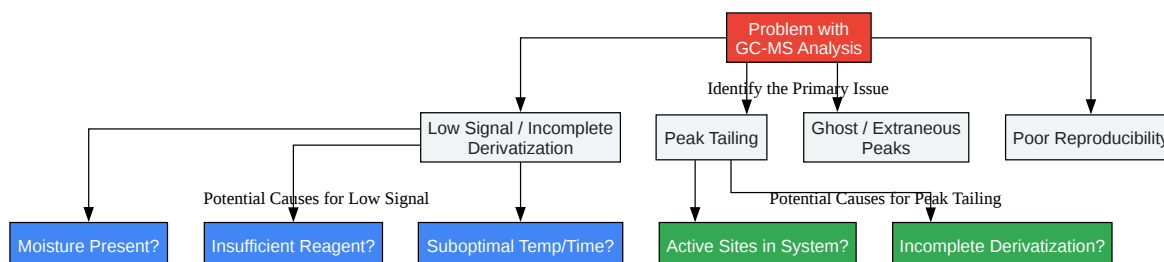 Problem with
GC-MS Analysis
Identify the Primary Issue
Low Signal / Incomplete
Derivatization
Peak Tailing
Ghost / Extraneous
Peaks
Poor Reproducibility
Potential Causes for Low Signal
Potential Causes for Peak Tailing
Moisture Present?
Insufficient Reagent?
Suboptimal Temp/Time?
Active Sites in System?
Incomplete Derivatization?